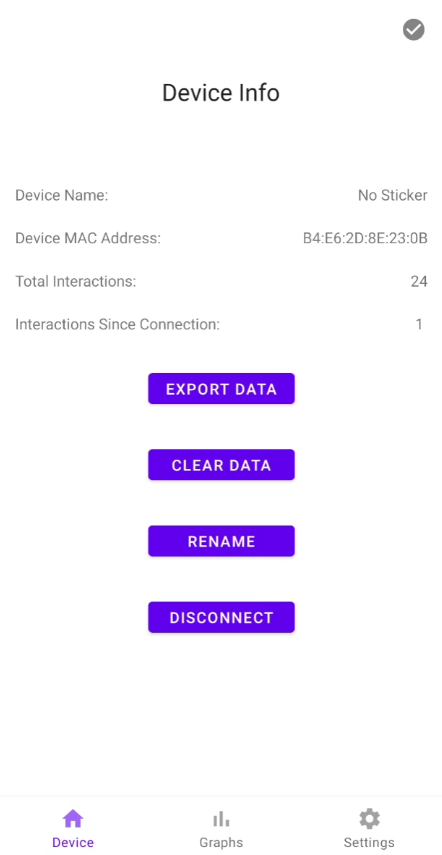 Device Info
Device Name: No Sticker
Device MAC Address: B4:E6:2D:8E:23:0B
Total Interactions: 24
Interactions Since Connection: 1
EXPORT DATA
CLEAR DATA
RENAME
DISCONNECT
Device Graphs Settings